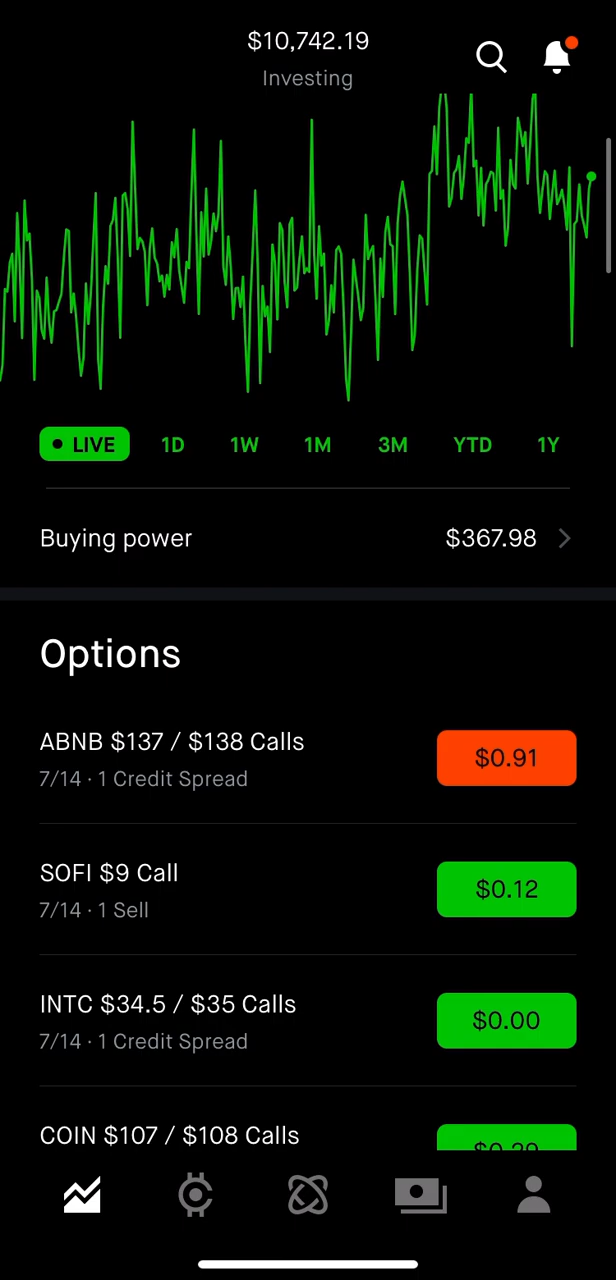 $10,742.19
Investing
LIVE 1D 1W 1M 3M YTD 1Y
Buying power $367.98
Options
ABNB $137 / $138 Calls $0.91
7/14 · 1 Credit Spread
SOFI $9 Call $0.12
7/14 · 1 Sell
INTC $34.5 / $35 Calls $0.00
7/14 · 1 Credit Spread
COIN $107 / $108 Calls